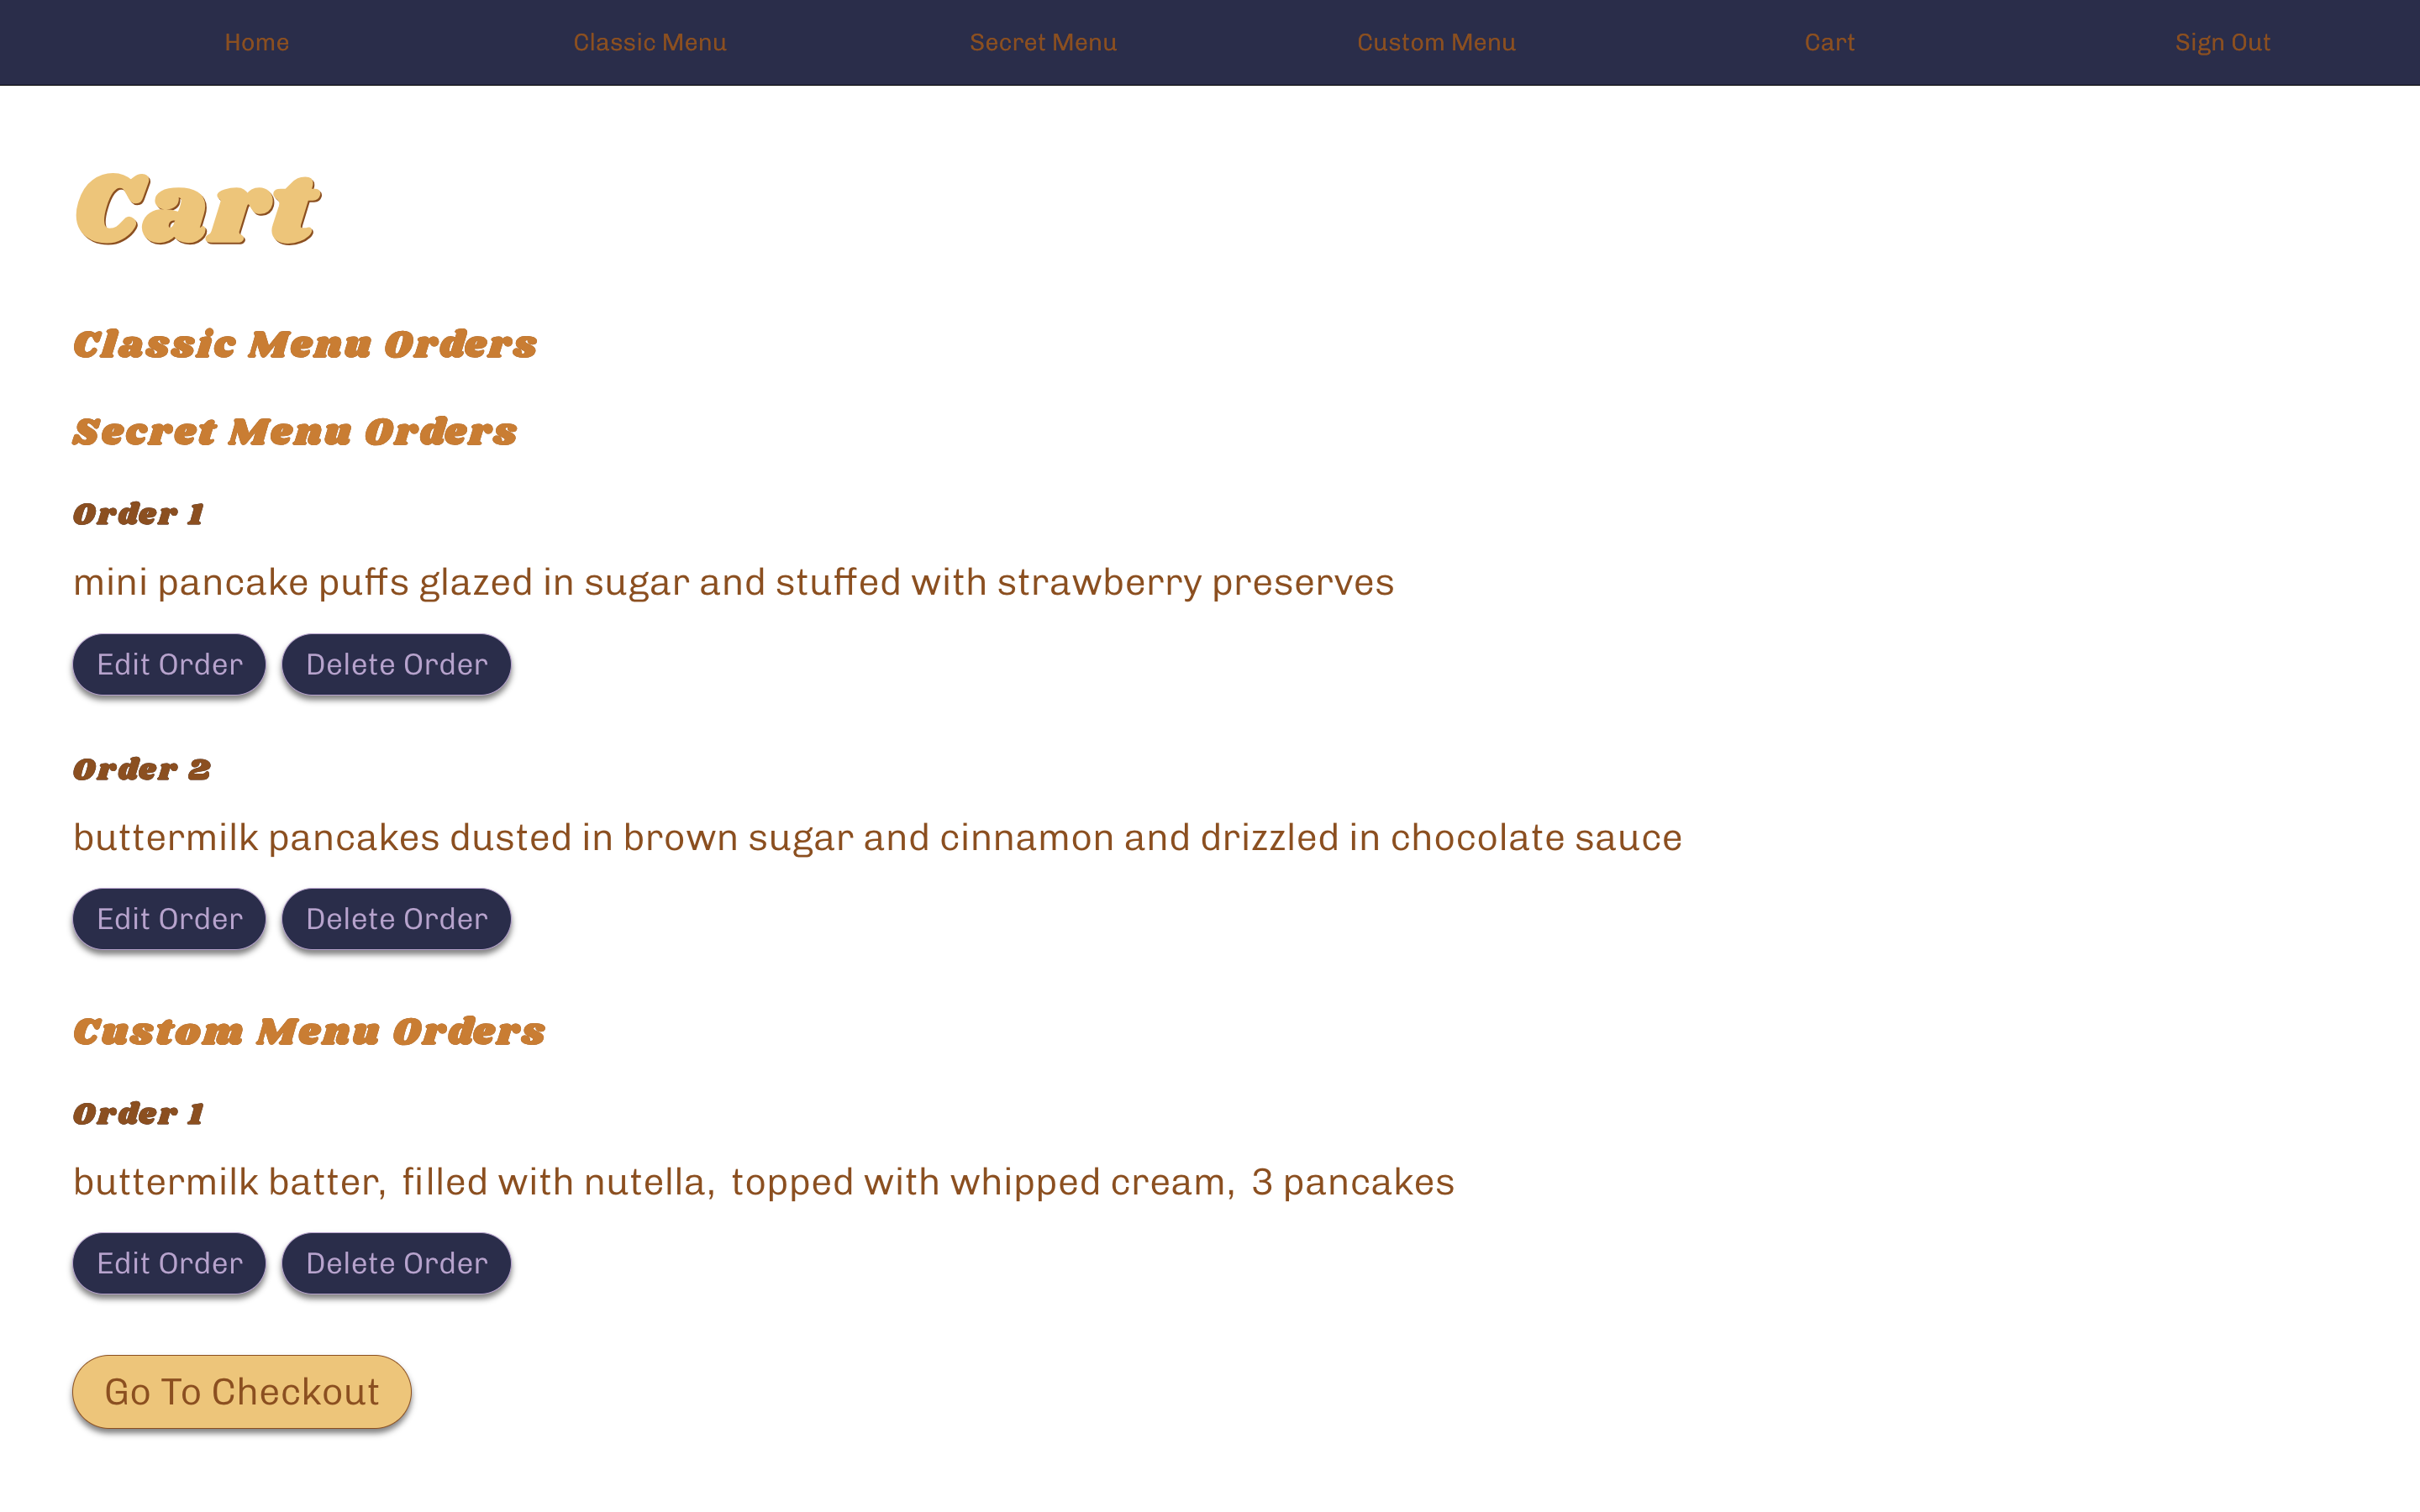 Home Classic Menu Secret Menu Custom Menu Cart Sign Out
Cart
Classic Menu Orders
Secret Menu Orders
Order 1
mini pancake puffs glazed in sugar and stuffed with strawberry preserves
Edit Order Delete Order
Order 2
buttermilk pancakes dusted in brown sugar and cinnamon and drizzled in chocolate sauce
Edit Order Delete Order
Custom Menu Orders
Order 1
buttermilk batter, filled with nutella, topped with whipped cream, 3 pancakes
Edit Order Delete Order
Go To Checkout